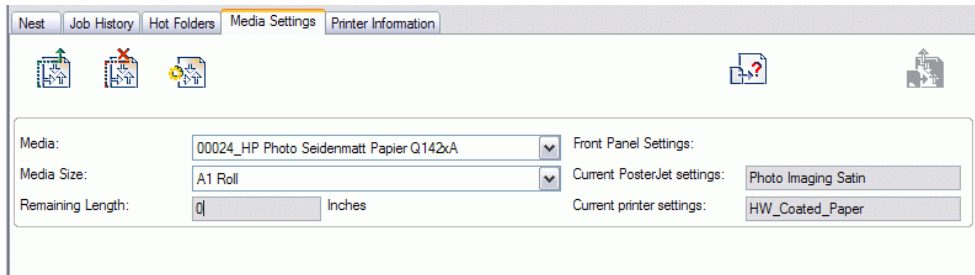 Nest Job History Hot Folders Media Settings Printer Information
Media: 00024_HP Photo Seidenmatt Papier Q142xA Front Panel Settings:
Media Size: A1 Roll Current PosterJet settings: Photo Imaging Satin
Remaining Length: 0 Inches Current printer settings: HW_Coated_Paper